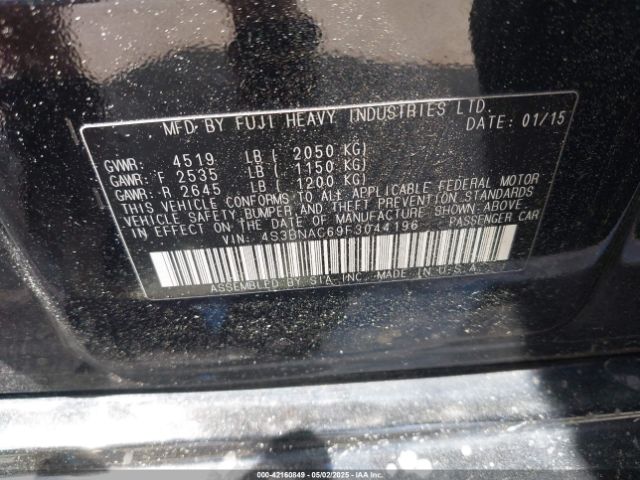 MFD. BY FUJI HEAVY INDUSTRIES LTD.
DATE: 01/15
GVWR: 4519 LB ( 2050 KG)
GAWR: F 2535 LB ( 1150 KG)
GAWR: R 2645 LB ( 1200 KG)
THIS VEHICLE CONFORMS TO ALL APPLICABLE FEDERAL MOTOR
VEHICLE SAFETY, BUMPER, AND THEFT PREVENTION STANDARDS
IN EFFECT ON THE DATE OF MANUFACTURE SHOWN ABOVE.
VIN: 4S3BNAC69F3044196 PASSENGER CAR
ASSEMBLED BY SIA, INC. MADE IN U.S.A.
000-42160849 - 05/02/2025 - IAAI.COM